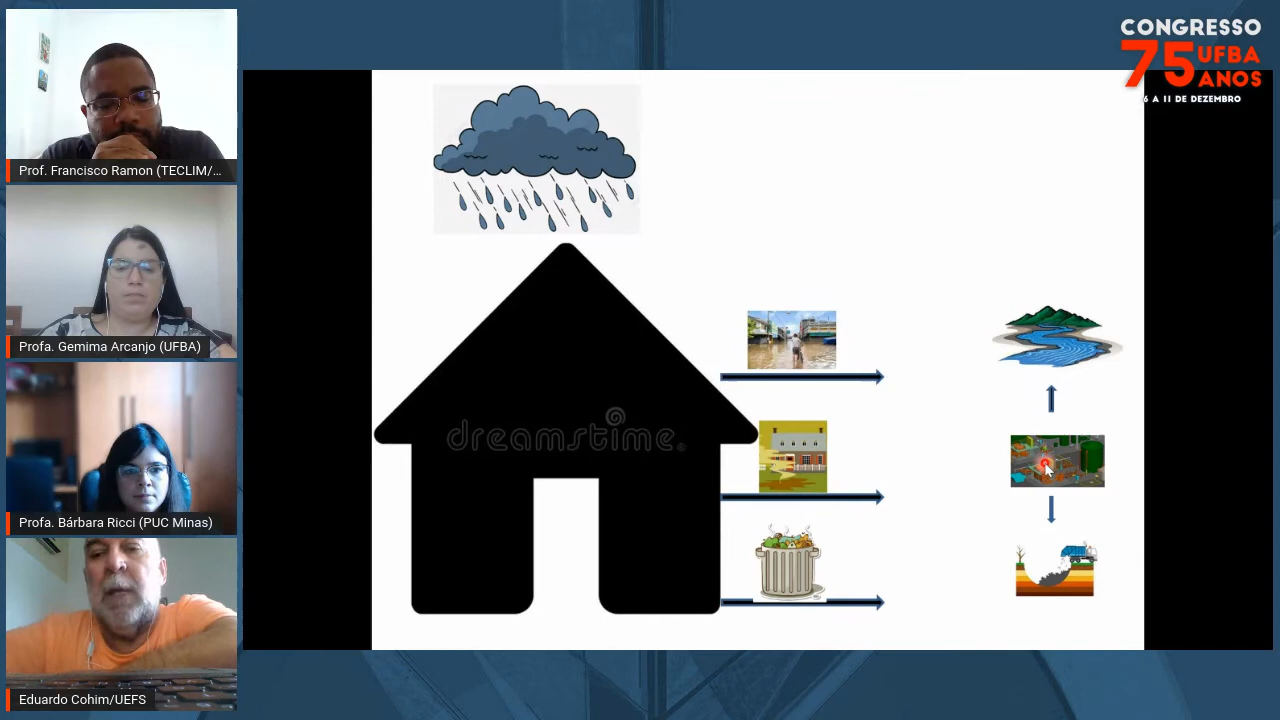 CONGRESSO
75 UFBA
ANOS
6 A 11 DE DEZEMBRO
Prof. Francisco Ramon (TECLIM/...
Profa. Gemima Arcanjo (UFBA)
dreamstime.
Profa. Bárbara Ricci (PUC Minas)
Eduardo Cohim/UEFS